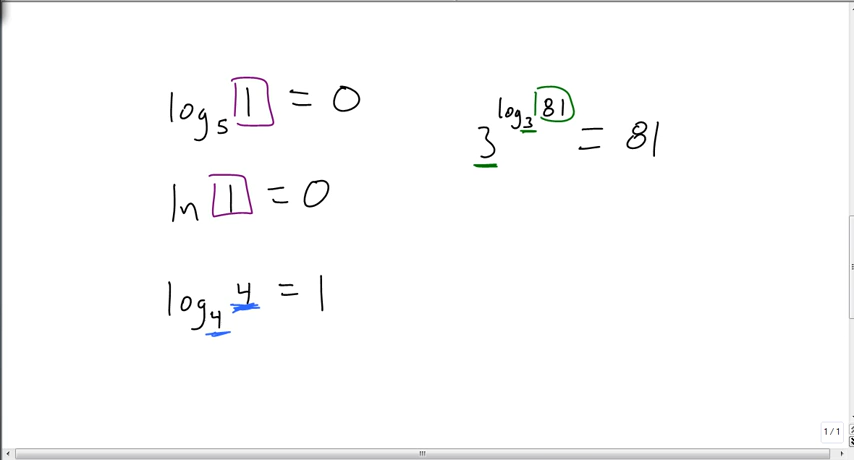 log₅ 1 = 0
ln 1 = 0
log₄ 4 = 1
3^(log₃ 81) = 81
1 / 1